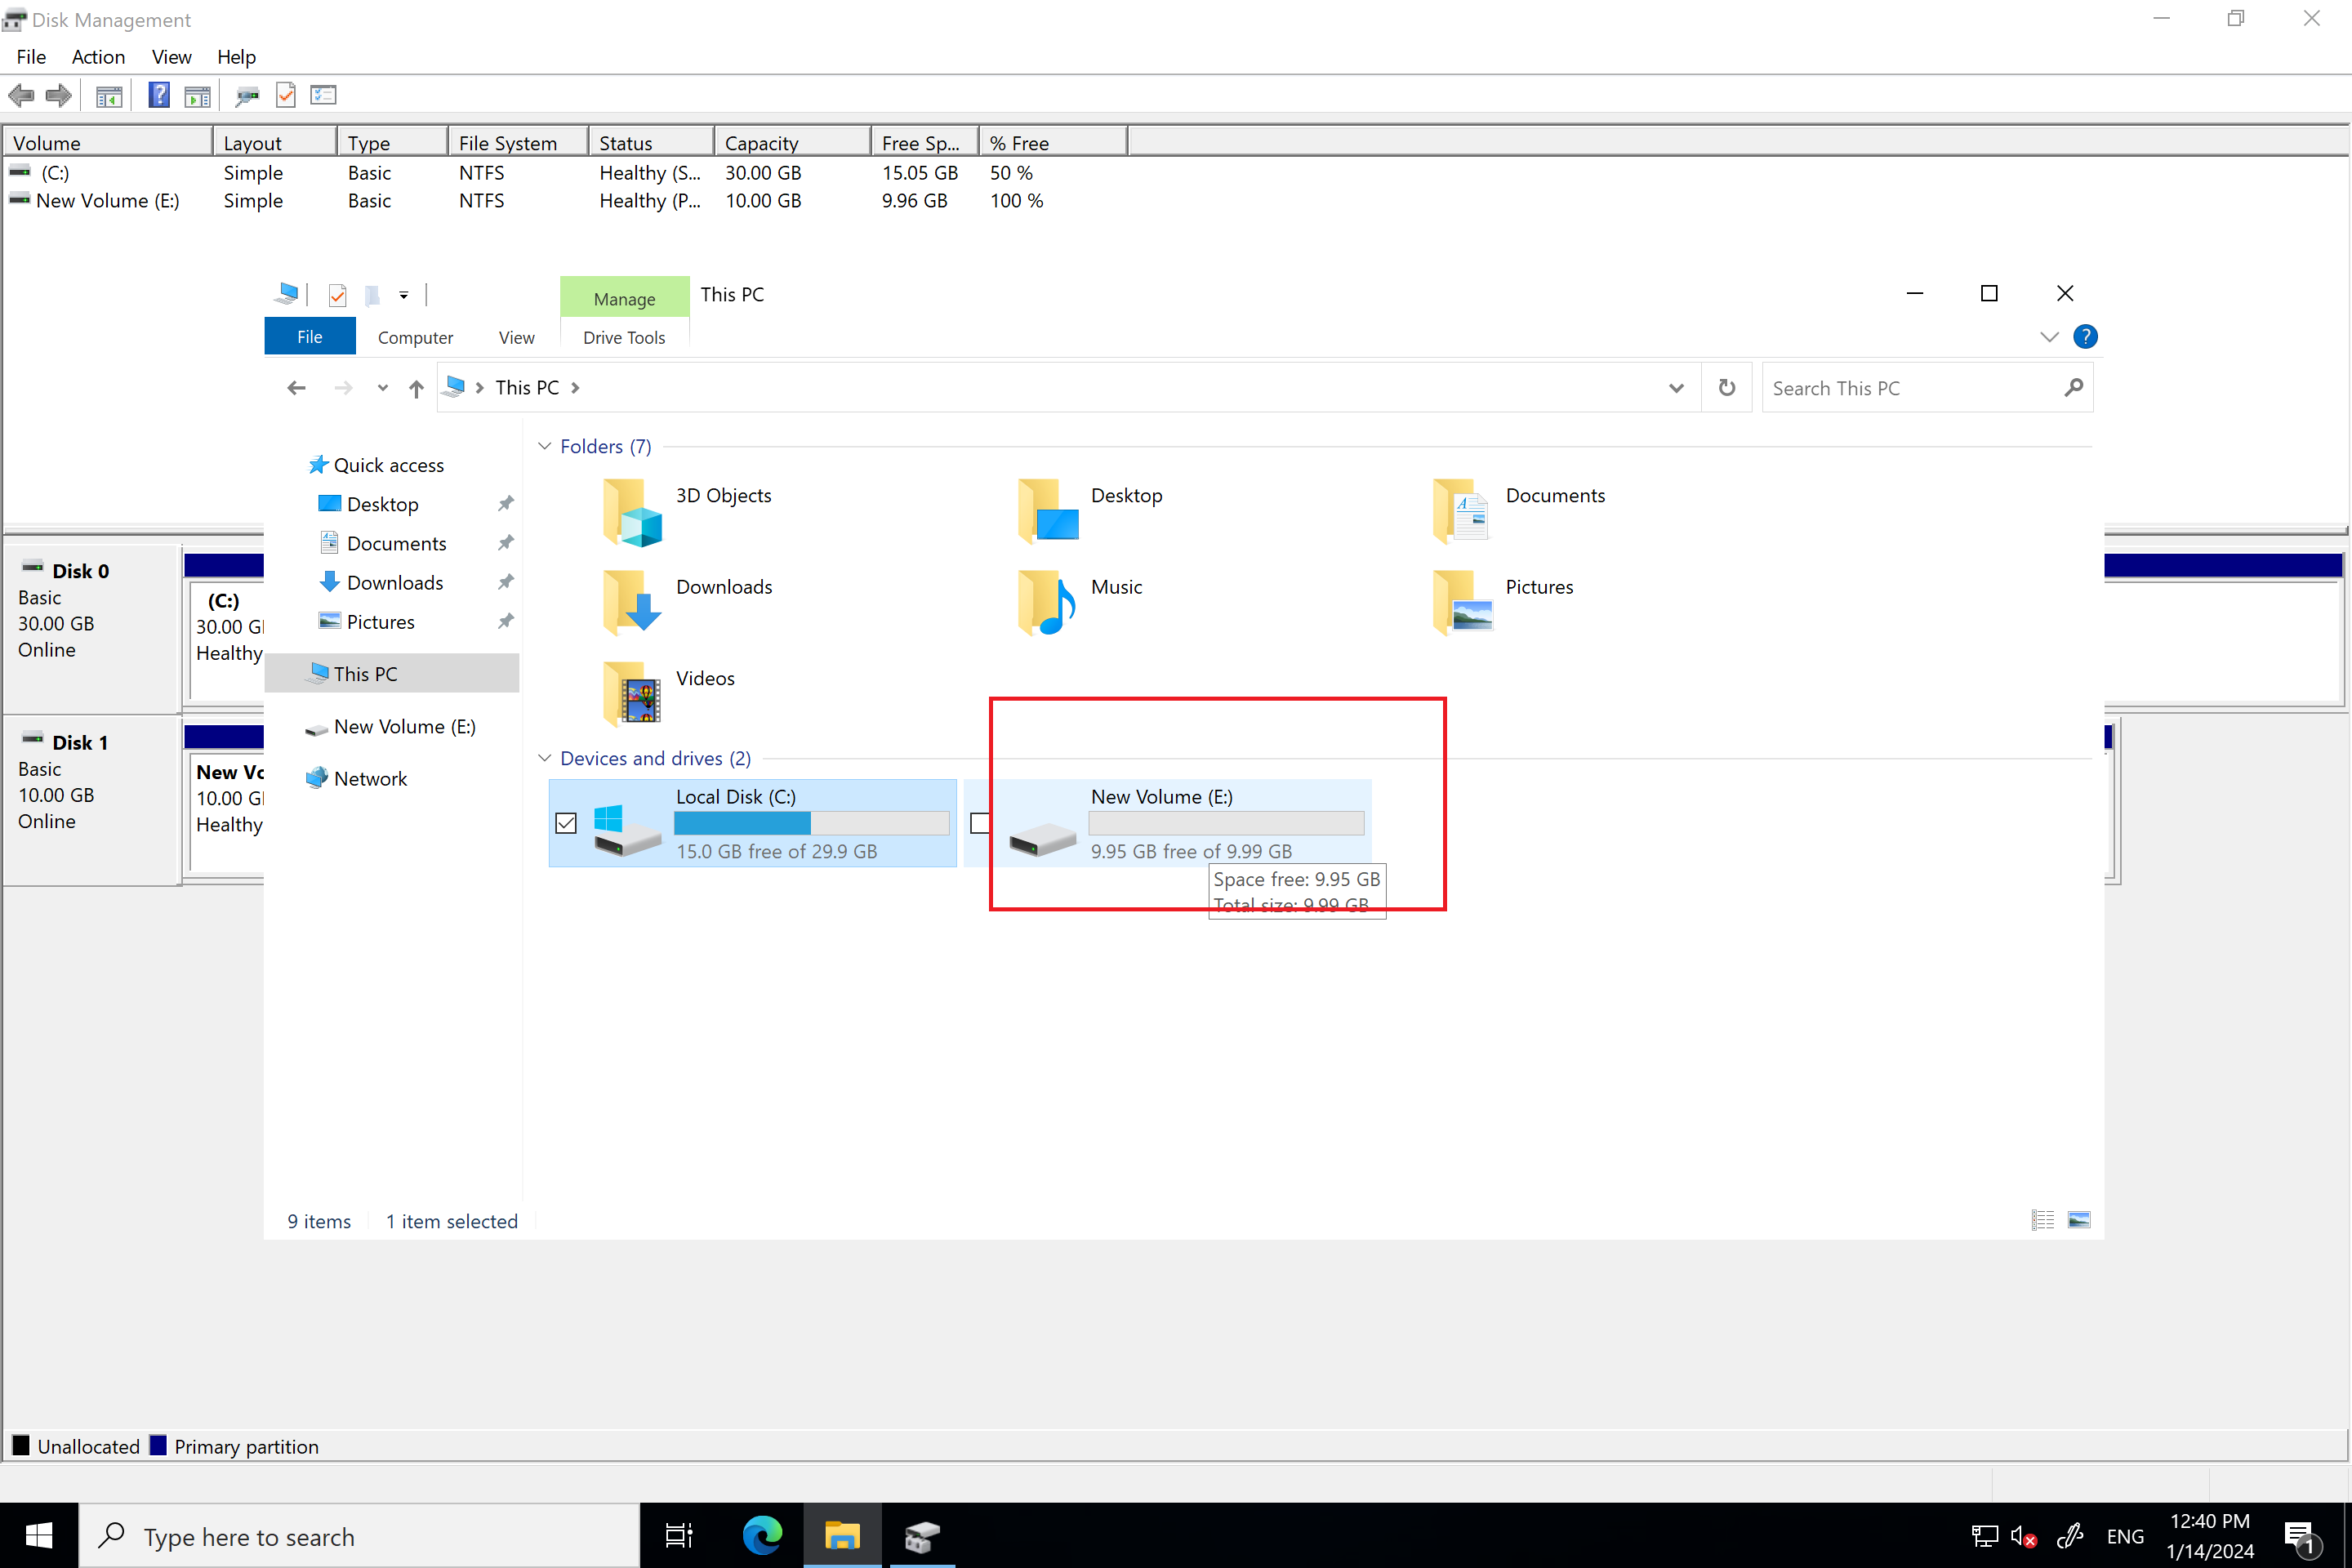 Disk Management
File Action View Help
Volume Layout Type File System Status Capacity Free Sp... % Free
(C:) Simple Basic NTFS Healthy (S... 30.00 GB 15.05 GB 50 %
New Volume (E:) Simple Basic NTFS Healthy (P... 10.00 GB 9.96 GB 100 %
Manage This PC
File Computer View Drive Tools
This PC
Search This PC
Quick access
Desktop
Documents
Downloads
Pictures
This PC
New Volume (E:)
Network
Folders (7)
3D Objects
Desktop
Documents
Downloads
Music
Pictures
Videos
Devices and drives (2)
Local Disk (C:)
15.0 GB free of 29.9 GB
New Volume (E:)
9.95 GB free of 9.99 GB
Space free: 9.95 GB
Total size: 9.99 GB
9 items 1 item selected
Disk 0
Basic
30.00 GB
Online
(C:)
30.00 G
Healthy
Disk 1
Basic
10.00 GB
Online
New Vo
10.00 G
Healthy
Unallocated Primary partition
Type here to search
ENG
12:40 PM
1/14/2024
1